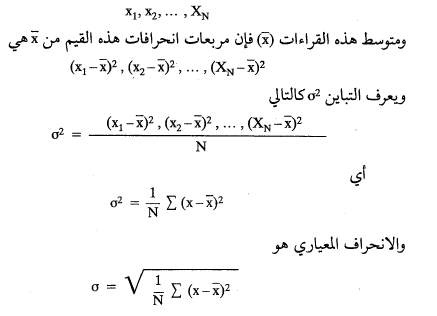 x₁, x₂, … , X_N
ومتوسط هذه القراءات (x̄) فإن مربعات انحرافات هذه القيم من x̄ هي
(x₁–x̄)² , (x₂–x̄)² , … , (X_N–x̄)²
ويعرف التباين σ² كالتالي
σ² = (x₁–x̄)² , (x₂–x̄)² , … , (X_N–x̄)² / N
أي
σ² = 1/N Σ (x–x̄)²
والانحراف المعياري هو
σ = √ 1/N Σ (x–x̄)²